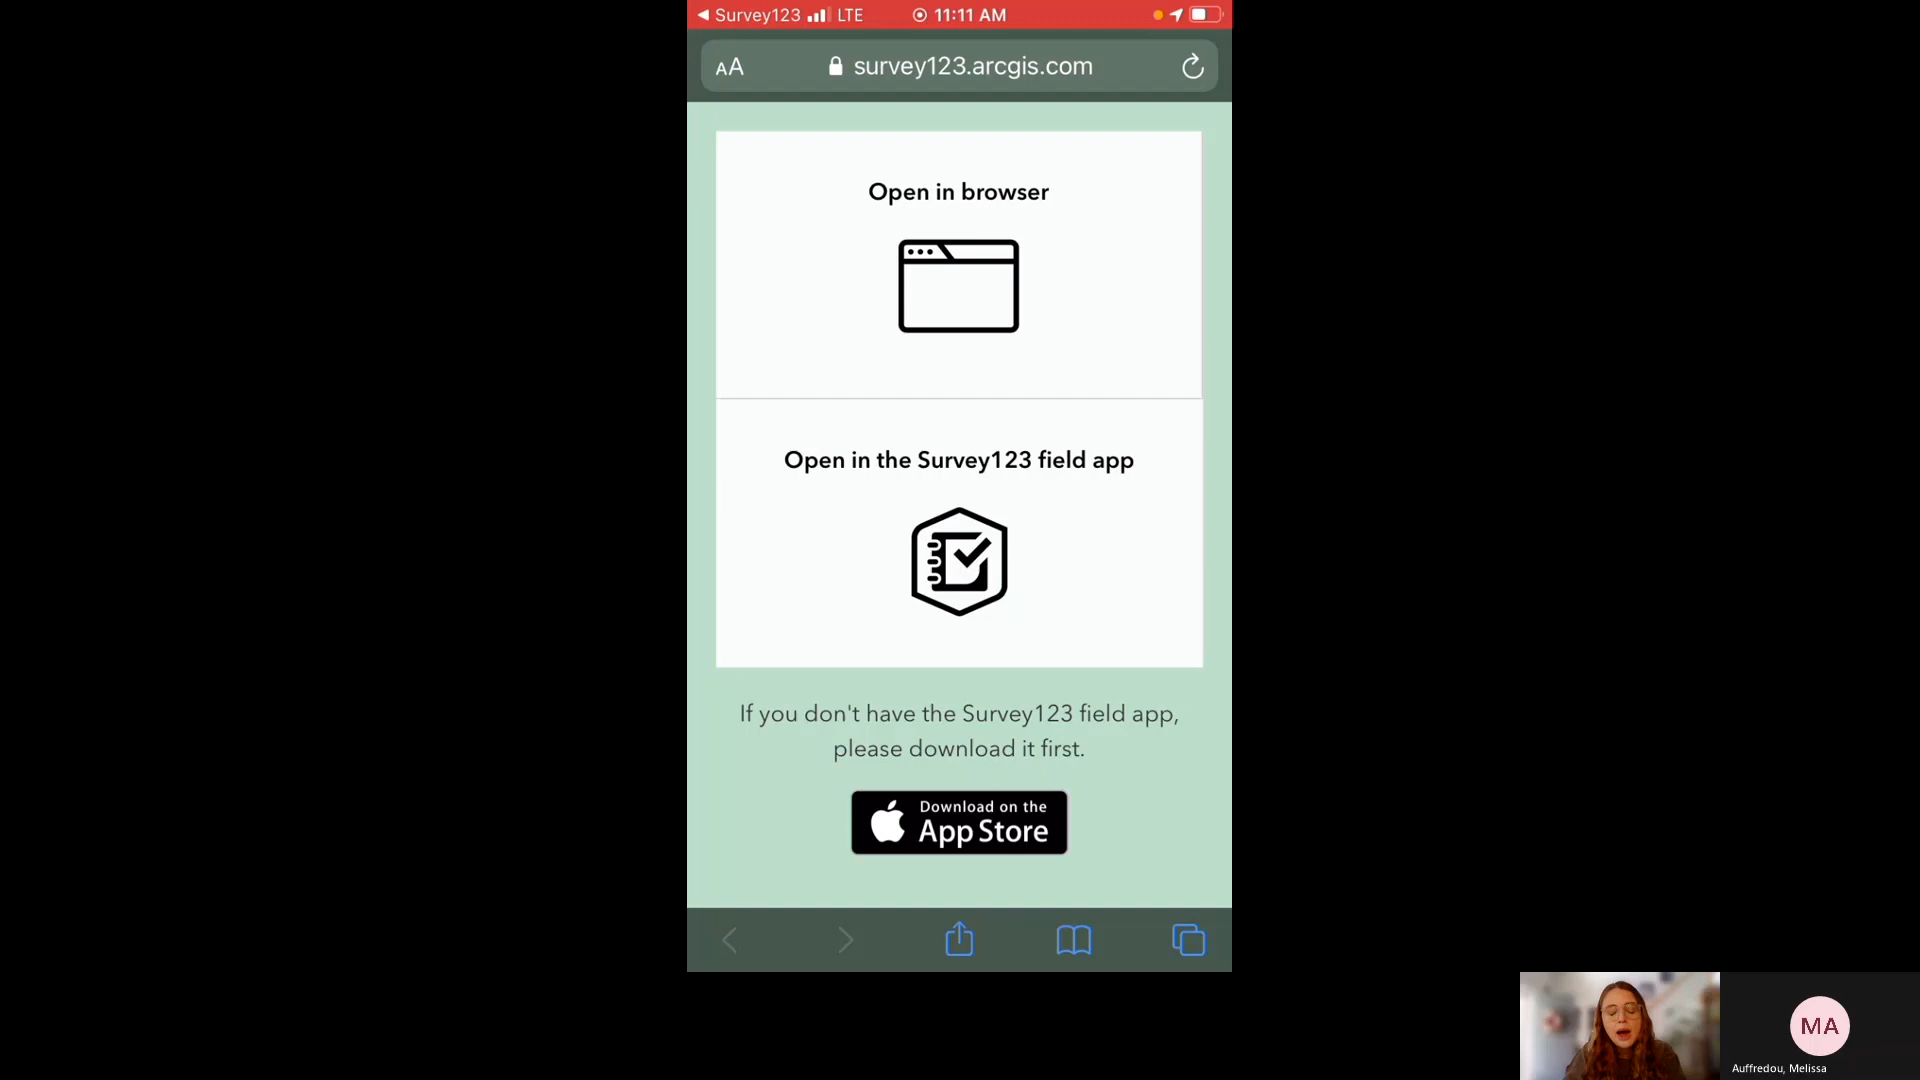 Survey123 LTE 11:11 AM
AA survey123.arcgis.com
Open in browser
Open in the Survey123 field app
If you don't have the Survey123 field app,
please download it first.
Download on the
App Store
MA
Auffredou, Melissa